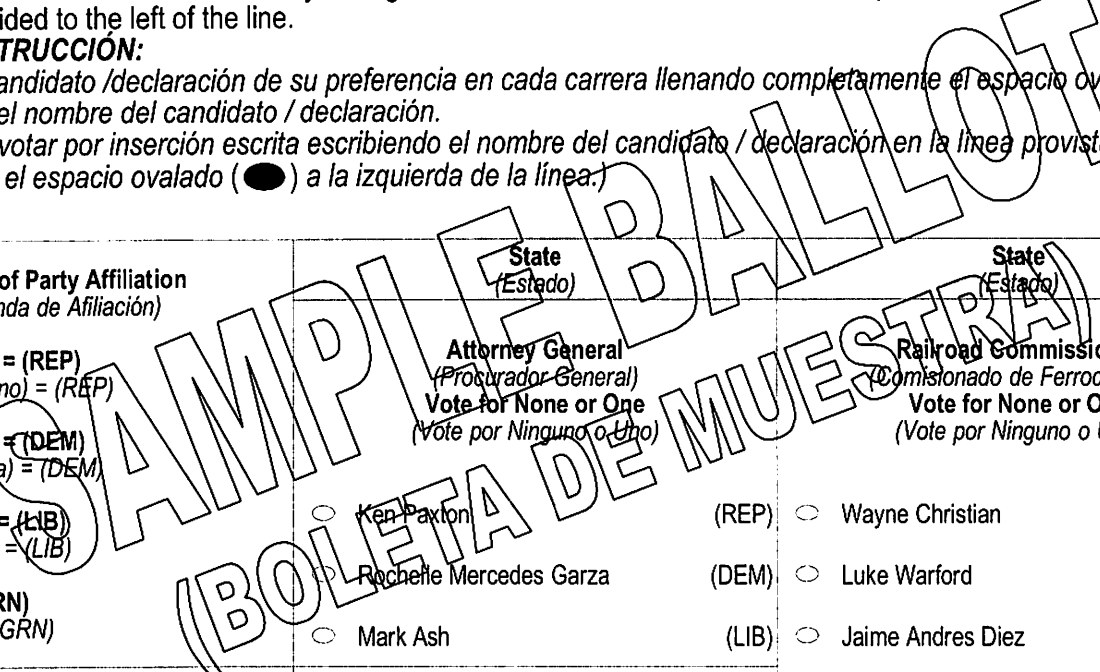 ided to the left of the line.
TRUCCIÓN:
andidato /declaración de su preferencia en cada carrera llenando completamente el espacio ov
el nombre del candidato / declaración.
votar por inserción escrita escribiendo el nombre del candidato / declaración en la línea provist
el espacio ovalado ( ) a la izquierda de la línea.)
SAMPLE BALLOT
(BOLETA DE MUESTRA)
of Party Affiliation
nda de Afiliación)
= (REP)
no) = (REP)
= (DEM)
a) = (DEM)
= (LIB)
= (LIB)
RN)
GRN)
State
(Estado)
Attorney General
(Procurador General)
Vote for None or One
(Vote por Ninguno o Uno)
Ken Paxton (REP)
Rochelle Mercedes Garza (DEM)
Mark Ash (LIB)
State
(Estado)
Railroad Commissio
(Comisionado de Ferroc
Vote for None or O
(Vote por Ninguno o U
Wayne Christian
Luke Warford
Jaime Andres Diez